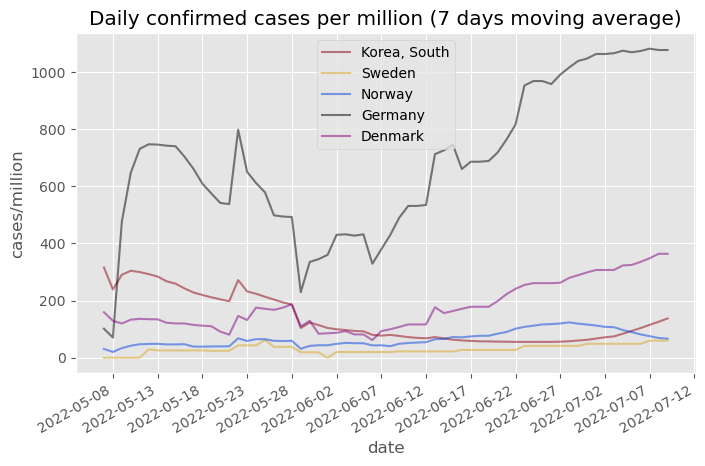 Daily confirmed cases per million (7 days moving average)
Korea, South
Sweden
Norway
Germany
Denmark
cases/million
1000
800
600
400
200
0
2022-05-08
2022-05-13
2022-05-18
2022-05-23
2022-05-28
2022-06-02
2022-06-07
2022-06-12
2022-06-17
2022-06-22
2022-06-27
2022-07-02
2022-07-07
2022-07-12
date